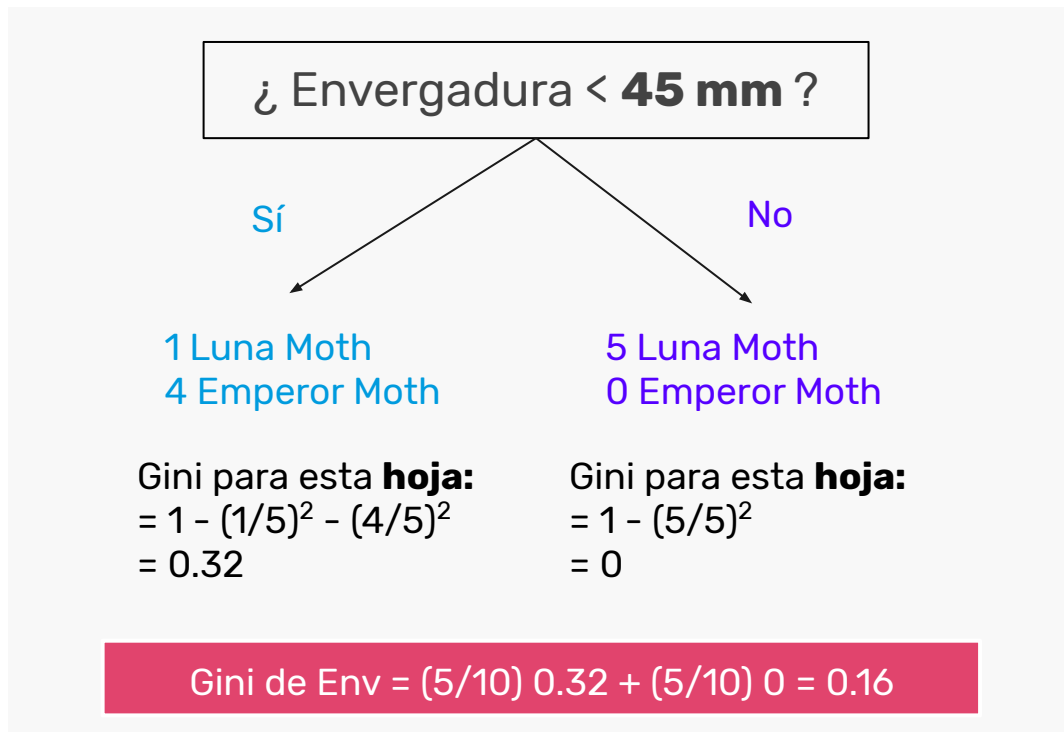 ¿ Envergadura < 45 mm ?
Sí
No
1 Luna Moth
4 Emperor Moth
5 Luna Moth
0 Emperor Moth
Gini para esta hoja:
= 1 - (1/5)² - (4/5)²
= 0.32
Gini para esta hoja:
= 1 - (5/5)²
= 0
Gini de Env = (5/10) 0.32 + (5/10) 0 = 0.16